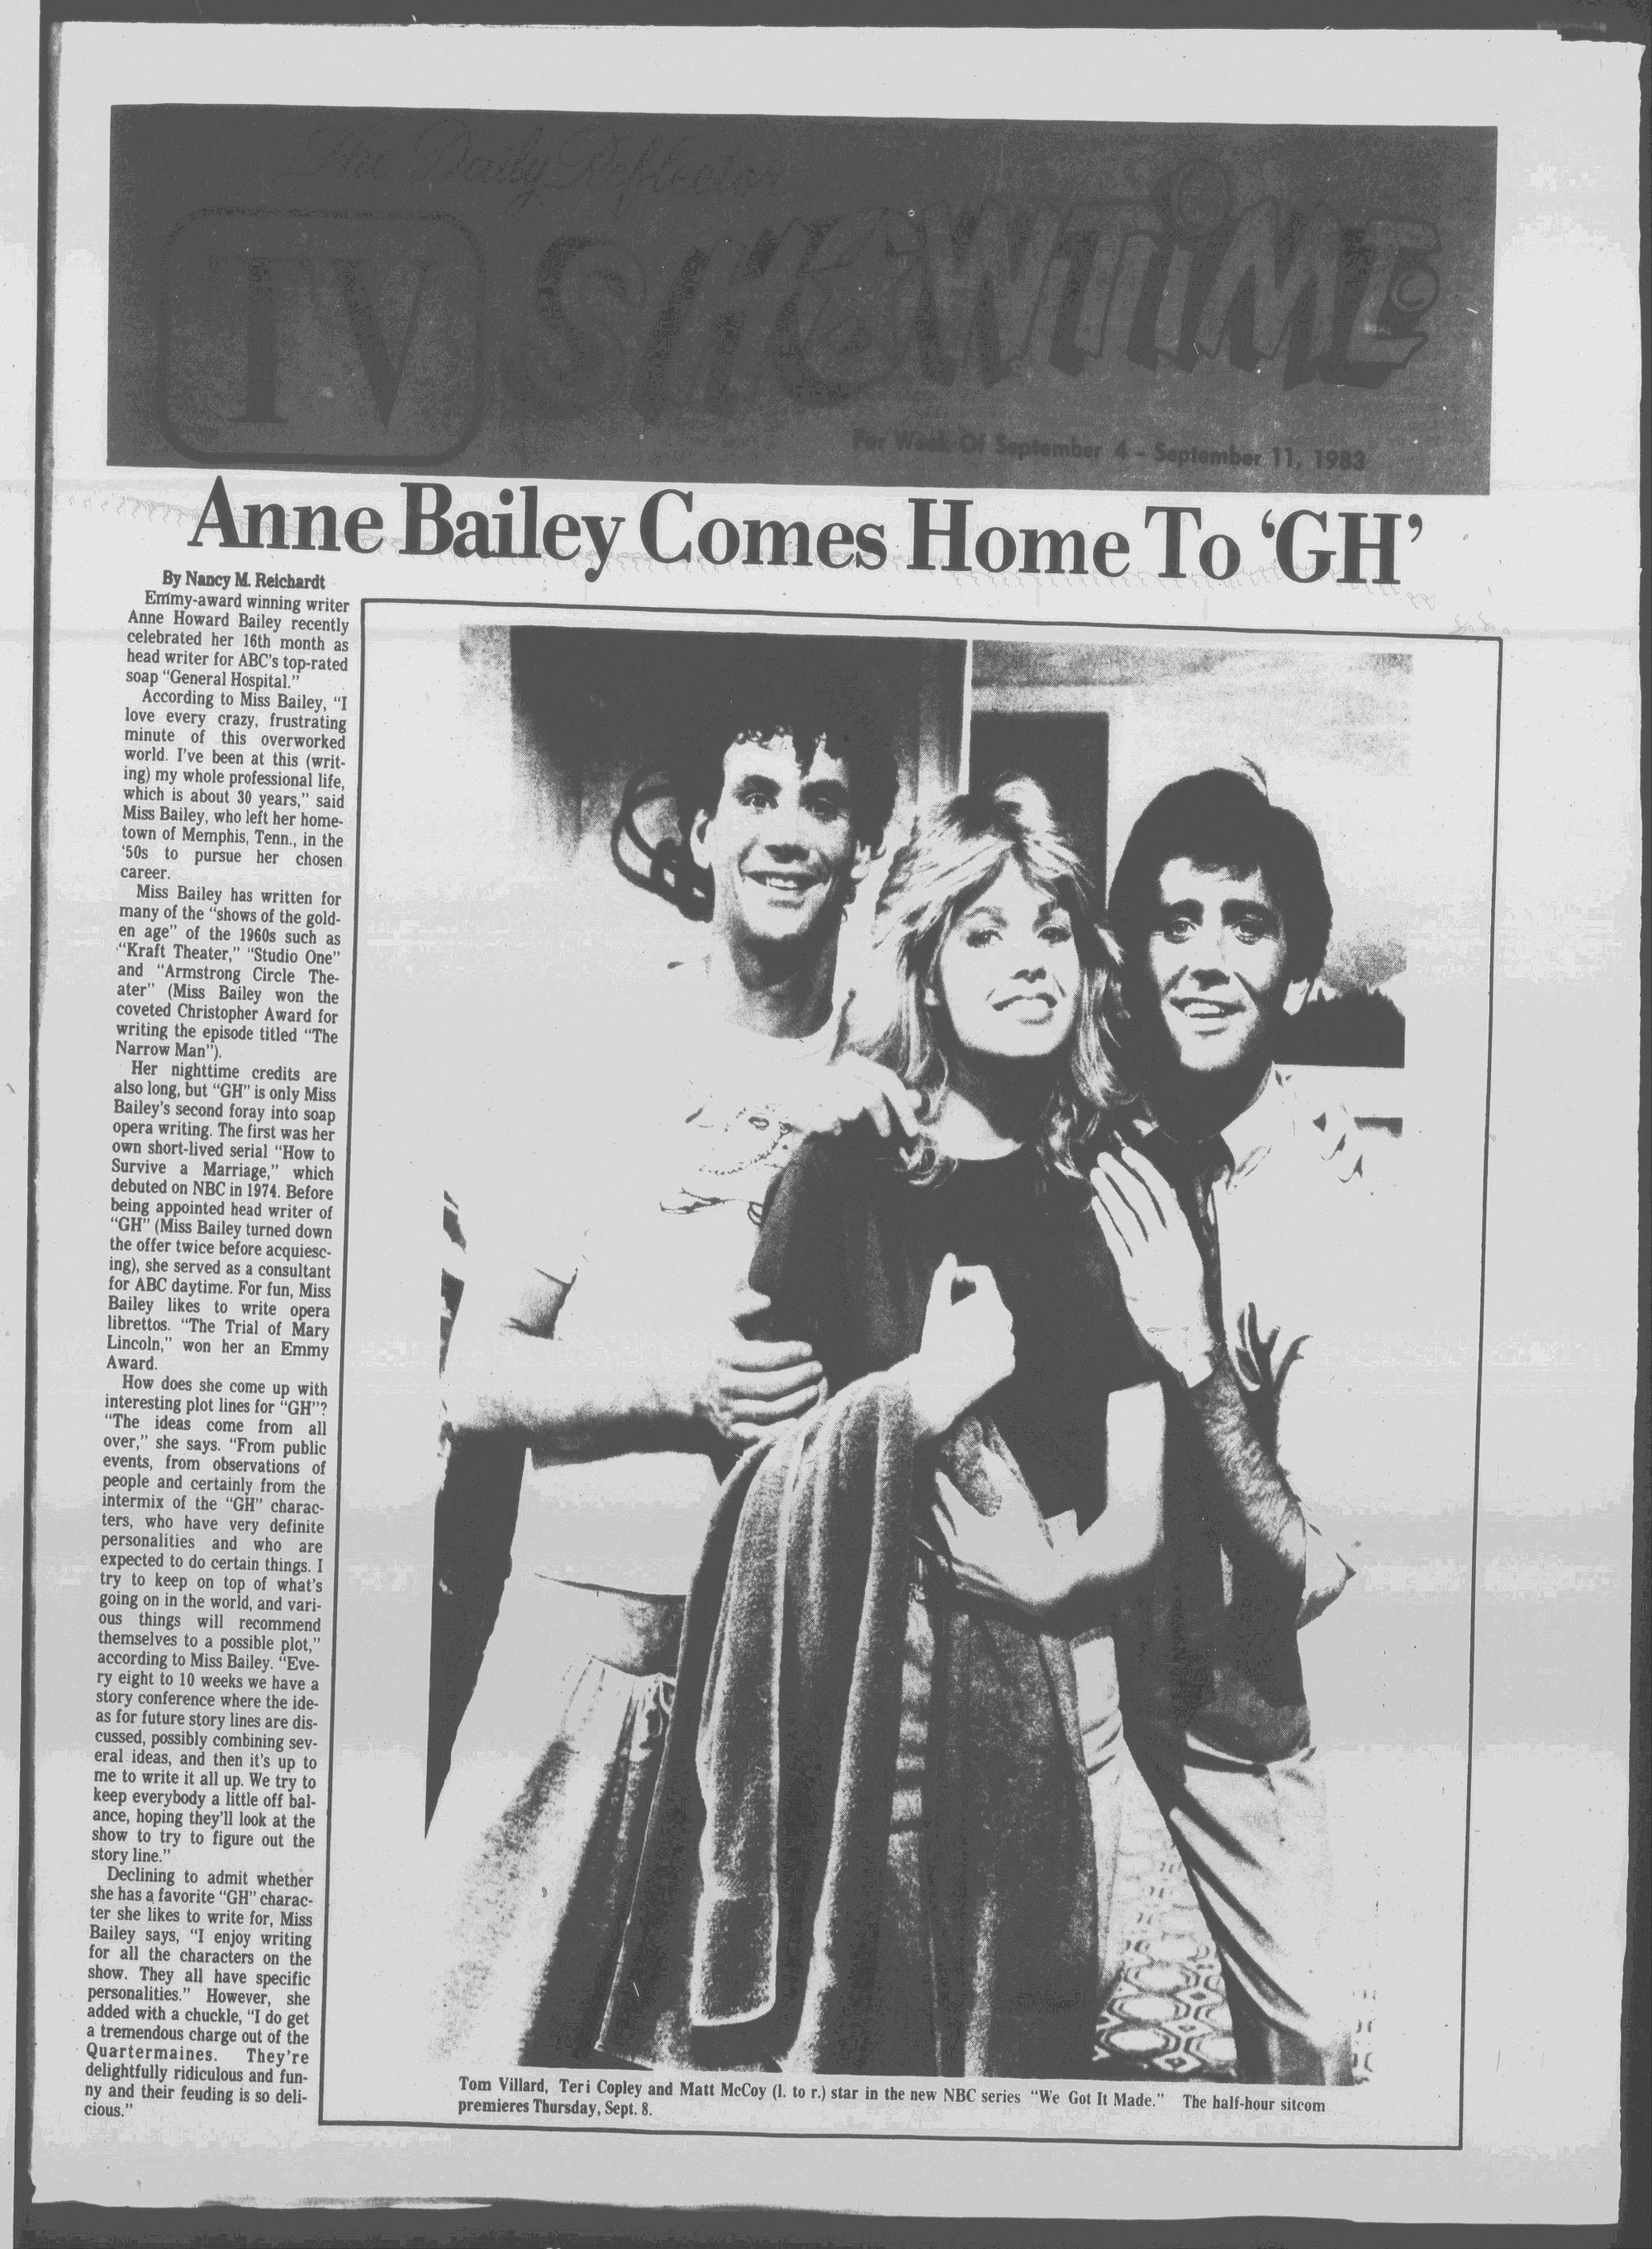 The Daily Reflector
TV SHOWTIME ©
For Week Of September 4 - September 11, 1983
Anne Bailey Comes Home To ‘GH’
By Nancy M. Reichardt
Emmy-award winning writer
Anne Howard Bailey recently
celebrated her 16th month as
head writer for ABC's top-rated
soap “General Hospital.”
According to Miss Bailey, “I
love every crazy, frustrating
minute of this overworked
world. I've been at this (writ-
ing) my whole professional life,
which is about 30 years,” said
Miss Bailey, who left her home-
town of Memphis, Tenn., in the
'50s to pursue her chosen
career.
Miss Bailey has written for
many of the “shows of the gold-
en age” of the 1960s such as
“Kraft Theater,” “Studio One”
and “Armstrong Circle The-
ater” (Miss Bailey won the
coveted Christopher Award for
writing the episode titled “The
Narrow Man”).
Her nighttime credits are
also long, but “GH” is only Miss
Bailey's second foray into soap
opera writing. The first was her
own short-lived serial “How to
Survive a Marriage,” which
debuted on NBC in 1974. Before
being appointed head writer of
“GH” (Miss Bailey turned down
the offer twice before acquiesc-
ing), she served as a consultant
for ABC daytime. For fun, Miss
Bailey likes to write opera
librettos. “The Trial of Mary
Lincoln,” won her an Emmy
Award.
How does she come up with
interesting plot lines for “GH”?
“The ideas come from all
over,” she says. “From public
events, from observations of
people and certainly from the
intermix of the “GH” charac-
ters, who have very definite
personalities and who are
expected to do certain things. I
try to keep on top of what's
going on in the world, and vari-
ous things will recommend
themselves to a possible plot,”
according to Miss Bailey. “Eve-
ry eight to 10 weeks we have a
story conference where the ide-
as for future story lines are dis-
cussed, possibly combining sev-
eral ideas, and then it's up to
me to write it all up. We try to
keep everybody a little off bal-
ance, hoping they'll look at the
show to try to figure out the
story line.”
Declining to admit whether
she has a favorite “GH” charac-
ter she likes to write for, Miss
Bailey says, “I enjoy writing
for all the characters on the
show. They all have specific
personalities.” However, she
added with a chuckle, “I do get
a tremendous charge out of the
Quartermaines. They're
delightfully ridiculous and fun-
ny and their feuding is so deli-
cious.”
Tom Villard, Teri Copley and Matt McCoy (l. to r.) star in the new NBC series “We Got It Made.” The half-hour sitcom
premieres Thursday, Sept. 8.